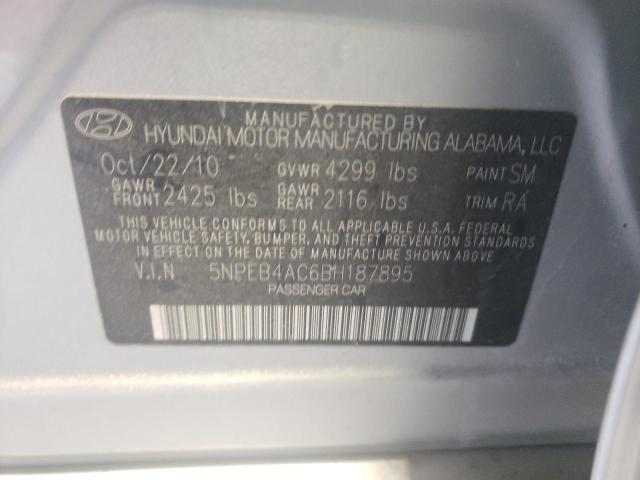 MANUFACTURED BY
HYUNDAI MOTOR MANUFACTURING ALABAMA, LLC
Oct/22/10 GVWR 4299 lbs PAINT SM
GAWR FRONT 2425 lbs GAWR REAR 2116 lbs TRIM RA
THIS VEHICLE CONFORMS TO ALL APPLICABLE U.S.A. FEDERAL
MOTOR VEHICLE SAFETY, BUMPER, AND THEFT PREVENTION STANDARDS
IN EFFECT ON THE DATE OF MANUFACTURE SHOWN ABOVE.
V.I.N 5NPEB4AC6BH187895
PASSENGER CAR